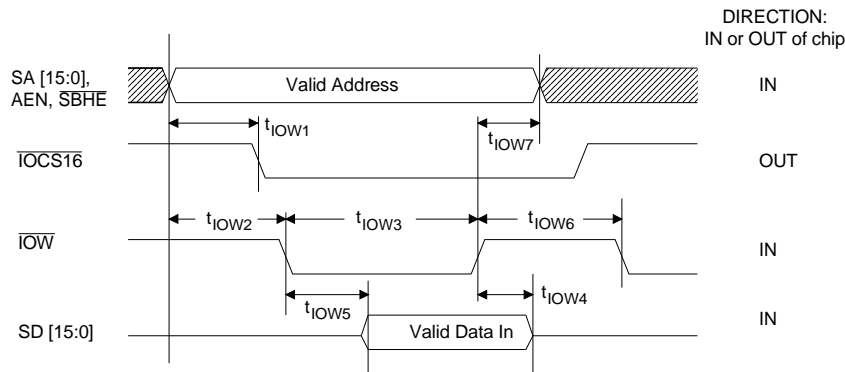 DIRECTION:
IN or OUT of chip
SA [15:0],
AEN, SBHE
Valid Address
IN
tIOW1
tIOW7
IOCS16
OUT
tIOW2
tIOW3
tIOW6
IOW
IN
tIOW5
tIOW4
SD [15:0]
Valid Data In
IN